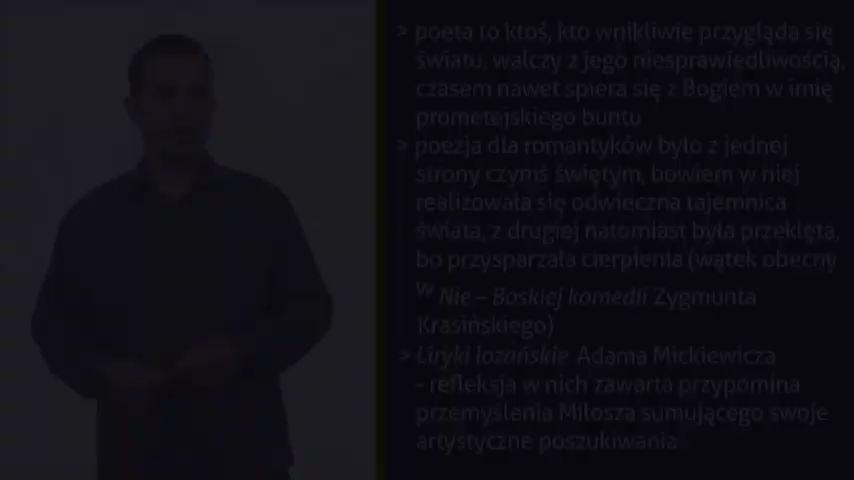 > poeta to ktoś, kto wnikliwie przygląda się
światu, walczy z jego niesprawiedliwością,
czasem nawet spiera się z Bogiem w imię
prometejskiego buntu
> poezja dla romantyków było z jednej
strony czymś świętym, bowiem w niej
realizowała się odwieczna tajemnica
świata, z drugiej natomiast była przeklęta,
bo przysparzała cierpienia (wątek obecny
w Nie – Boskiej komedii Zygmunta
Krasińskiego)
> Liryki lozańskie Adama Mickiewicza
- refleksja w nich zawarta przypomina
przemyślenia Miłosza sumującego swoje
artystyczne poszukiwania